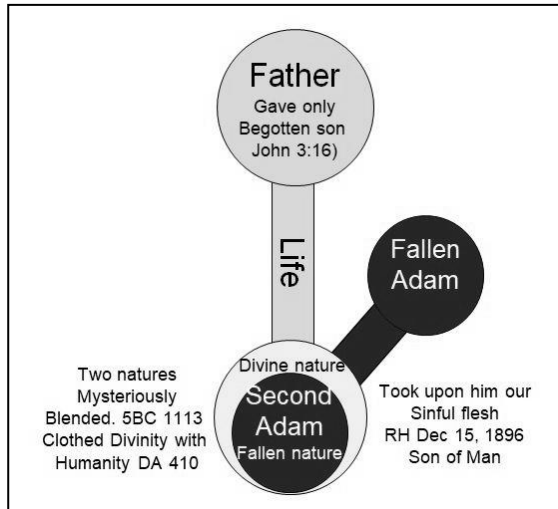 Father
Gave only
Begotten son
John 3:16)
Life
Fallen
Adam
Divine nature
Second
Adam
Fallen nature
Two natures
Mysteriously
Blended. 5BC 1113
Clothed Divinity with
Humanity DA 410
Took upon him our
Sinful flesh
RH Dec 15, 1896
Son of Man